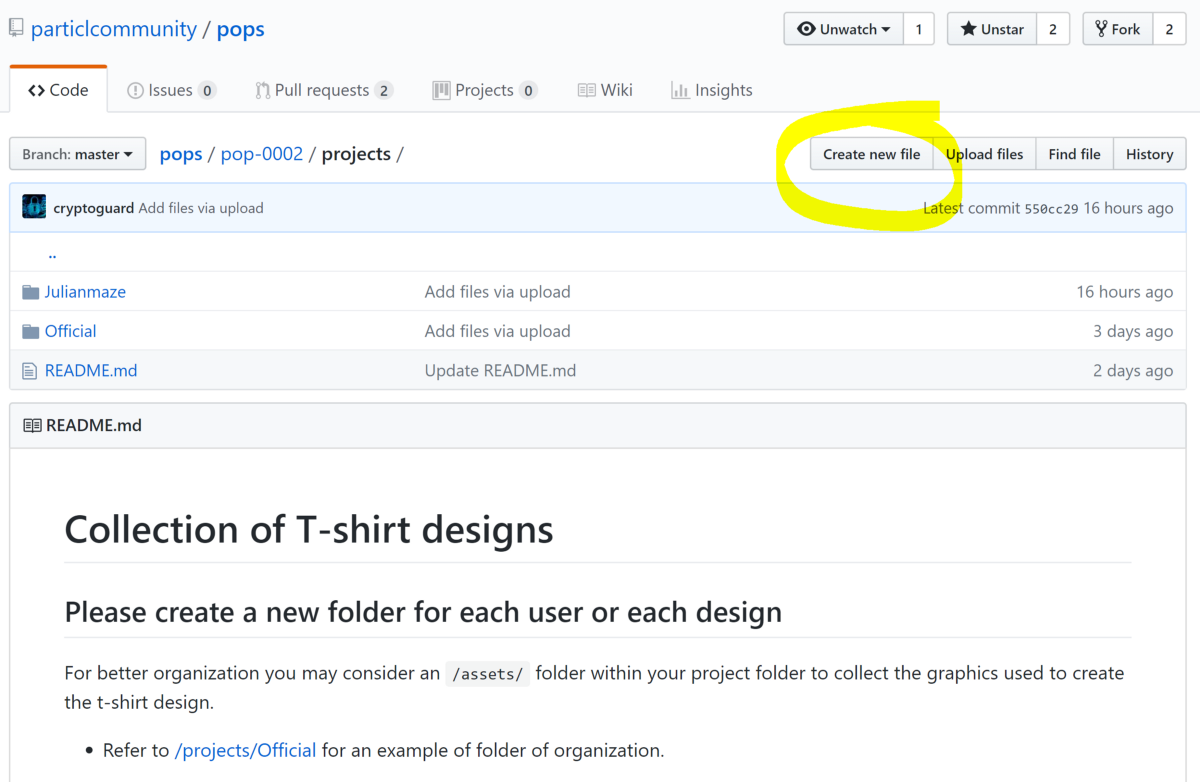 particlcommunity / pops
Unwatch 1 Unstar 2 Fork 2
Code Issues 0 Pull requests 2 Projects 0 Wiki Insights
Branch: master pops / pop-0002 / projects / Create new file Upload files Find file History
cryptoguard Add files via upload Latest commit 550cc29 16 hours ago
..
Julianmaze Add files via upload 16 hours ago
Official Add files via upload 3 days ago
README.md Update README.md 2 days ago
README.md
Collection of T-shirt designs
Please create a new folder for each user or each design
For better organization you may consider an /assets/ folder within your project folder to collect the graphics used to create
the t-shirt design.
• Refer to /projects/Official for an example of folder of organization.